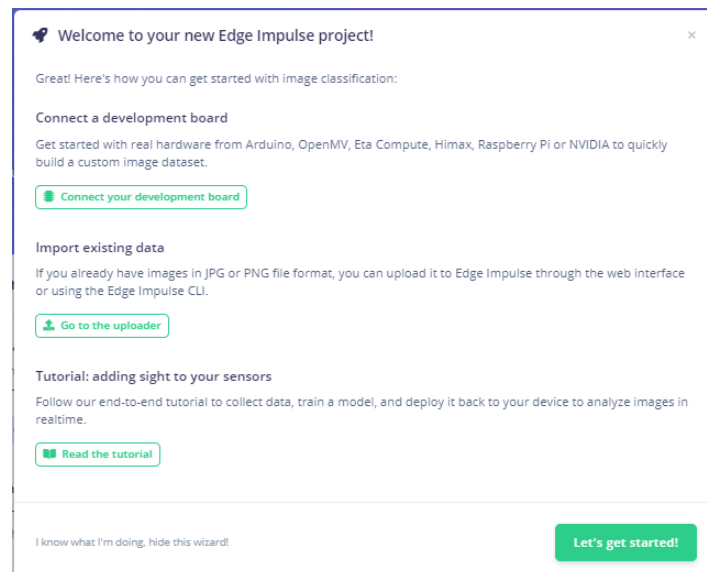 Welcome to your new Edge Impulse project!
×
Great! Here's how you can get started with image classification:
Connect a development board
Get started with real hardware from Arduino, OpenMV, Eta Compute, Himax, Raspberry Pi or NVIDIA to quickly
build a custom image dataset.
Connect your development board
Import existing data
If you already have images in JPG or PNG file format, you can upload it to Edge Impulse through the web interface
or using the Edge Impulse CLI.
Go to the uploader
Tutorial: adding sight to your sensors
Follow our end-to-end tutorial to collect data, train a model, and deploy it back to your device to analyze images in
realtime.
Read the tutorial
I know what I'm doing, hide this wizard!
Let's get started!